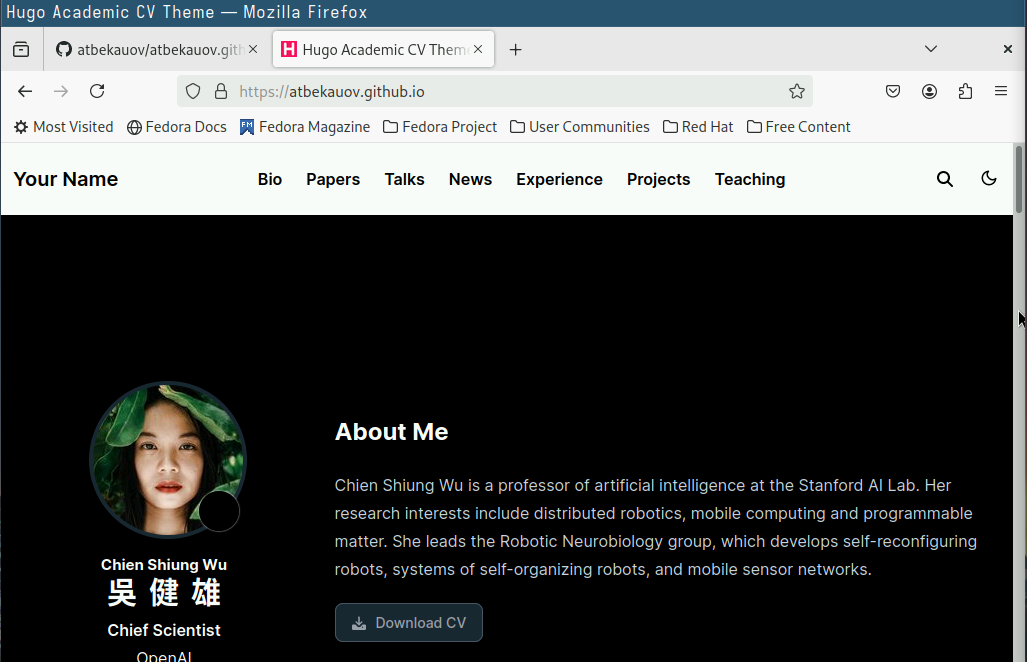 Hugo Academic CV Theme — Mozilla Firefox
atbekauov/atbekauov.gith
Hugo Academic CV Theme
https://atbekauov.github.io
Most Visited Fedora Docs Fedora Magazine Fedora Project User Communities Red Hat Free Content
Your Name Bio Papers Talks News Experience Projects Teaching
About Me
Chien Shiung Wu is a professor of artificial intelligence at the Stanford AI Lab. Her
research interests include distributed robotics, mobile computing and programmable
matter. She leads the Robotic Neurobiology group, which develops self-reconfiguring
robots, systems of self-organizing robots, and mobile sensor networks.
Download CV
Chien Shiung Wu
吳健雄
Chief Scientist
OpenAI